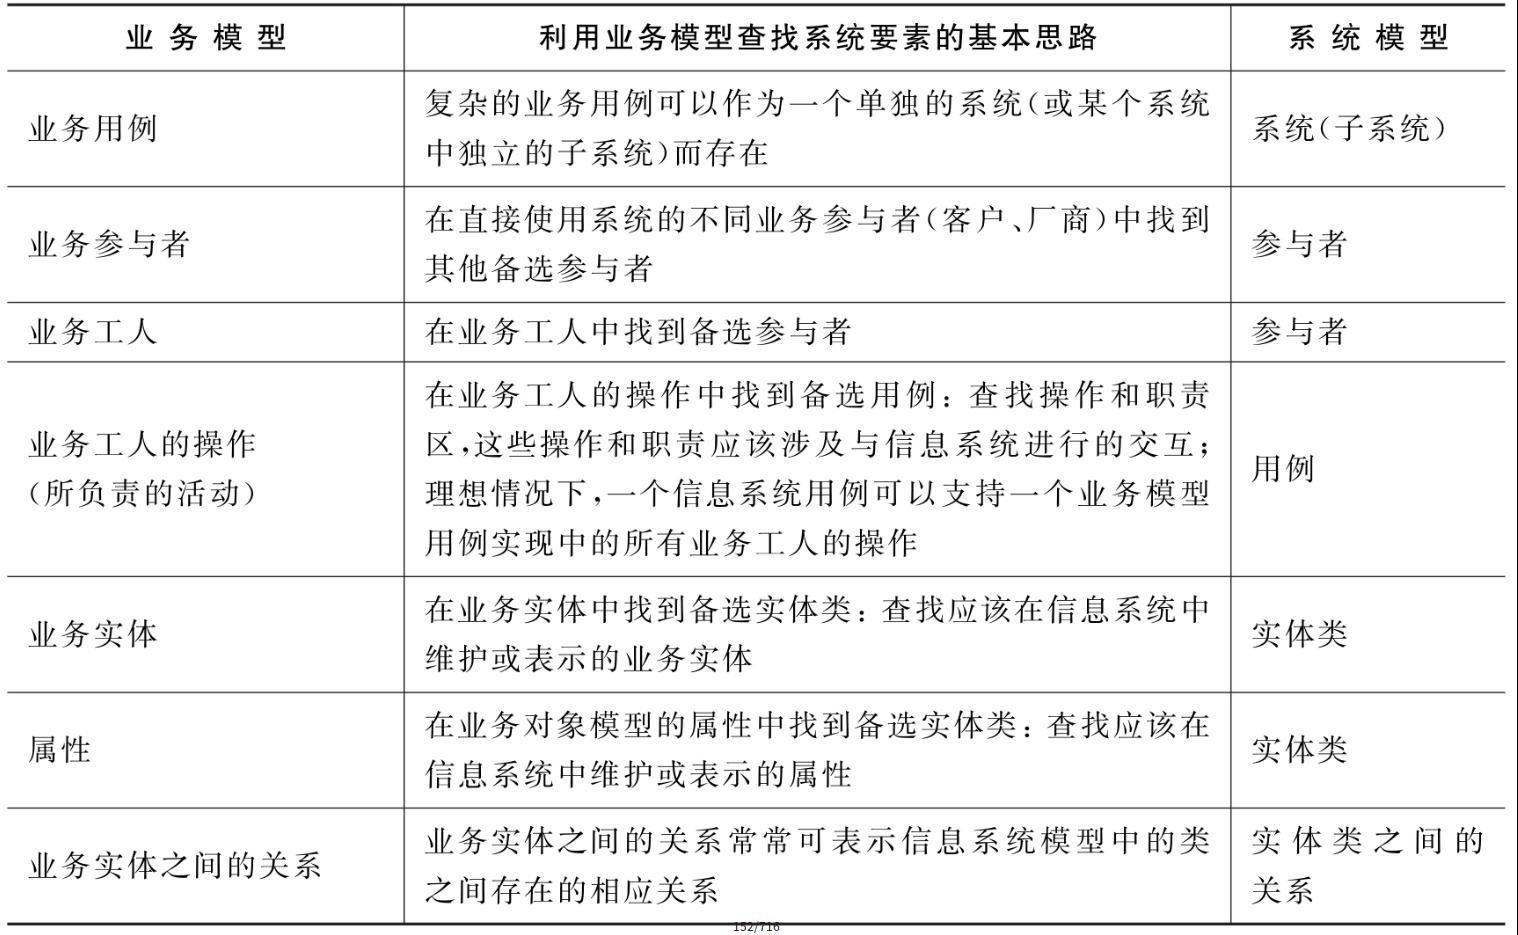 业务模型
利用业务模型查找系统要素的基本思路
系统模型
业务用例
复杂的业务用例可以作为一个单独的系统(或某个系统
中独立的子系统)而存在
系统(子系统)
业务参与者
在直接使用系统的不同业务参与者(客户、厂商)中找到
其他备选参与者
参与者
业务工人
在业务工人中找到备选参与者
参与者
业务工人的操作
(所负责的活动)
在业务工人的操作中找到备选用例:查找操作和职责
区,这些操作和职责应该涉及与信息系统进行的交互;
理想情况下,一个信息系统用例可以支持一个业务模型
用例实现中的所有业务工人的操作
用例
业务实体
在业务实体中找到备选实体类:查找应该在信息系统中
维护或表示的业务实体
实体类
属性
在业务对象模型的属性中找到备选实体类:查找应该在
信息系统中维护或表示的属性
实体类
业务实体之间的关系
业务实体之间的关系常常可表示信息系统模型中的类
之间存在的相应关系
实体类之间的
关系
152/716